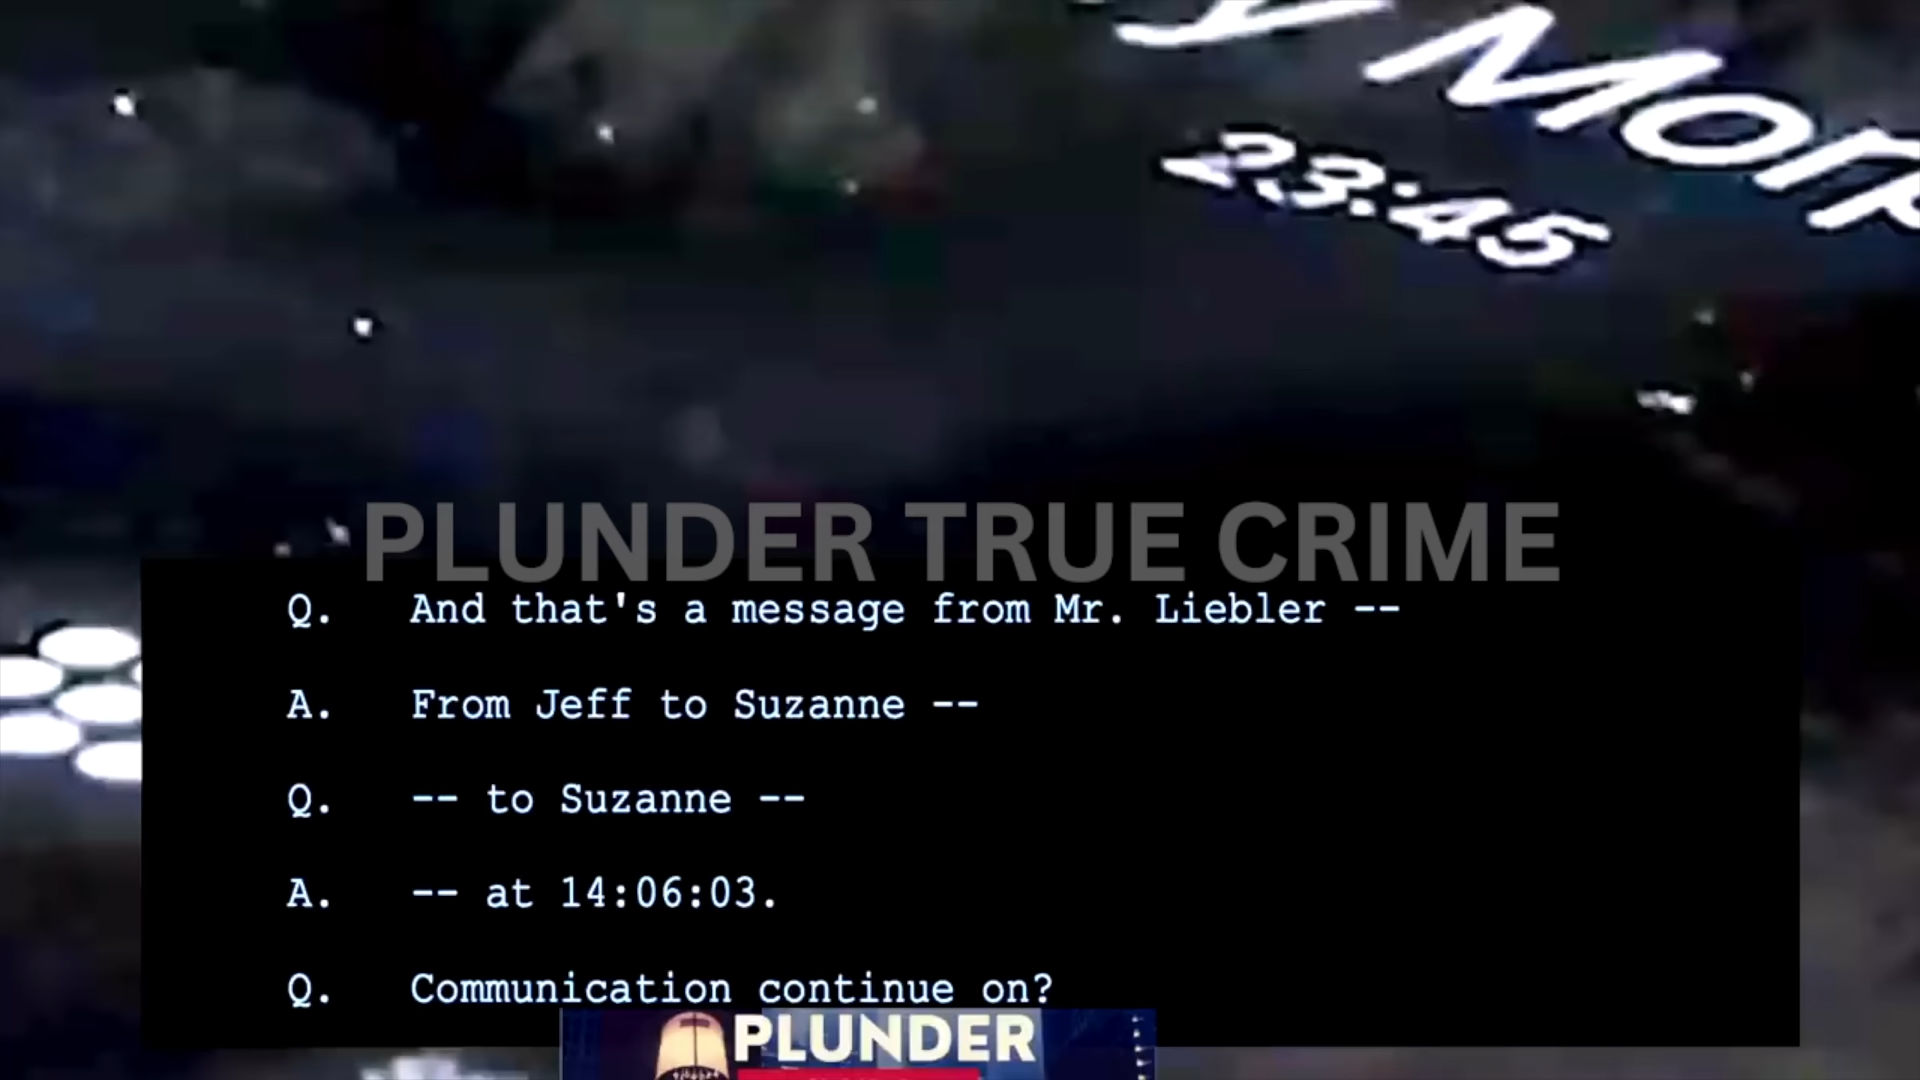 y Mor
23:45
PLUNDER TRUE CRIME
Q. And that's a message from Mr. Liebler --
A. From Jeff to Suzanne --
Q. -- to Suzanne --
A. -- at 14:06:03.
Q. Communication continue on?
PLUNDER